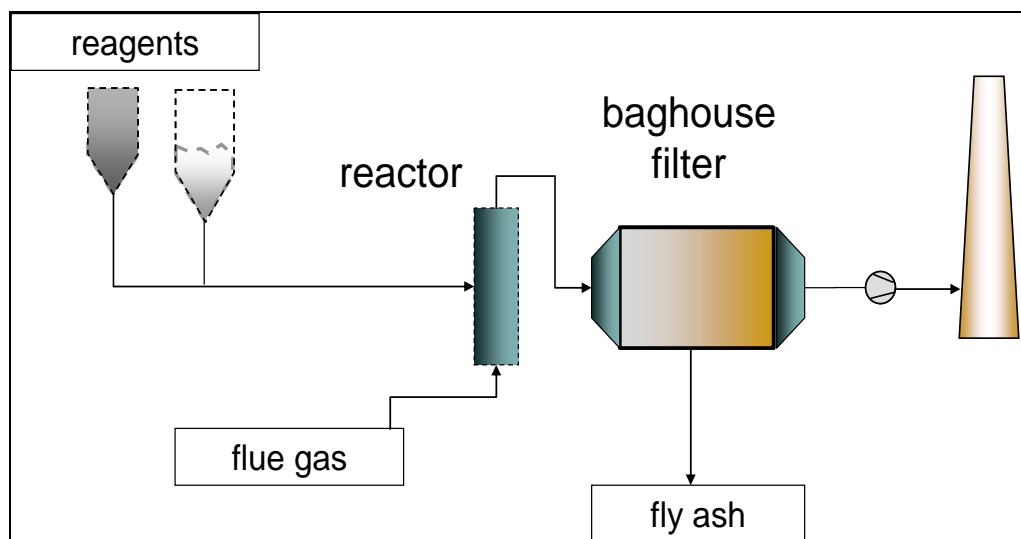 reagents
baghouse
filter
reactor
flue gas
fly ash